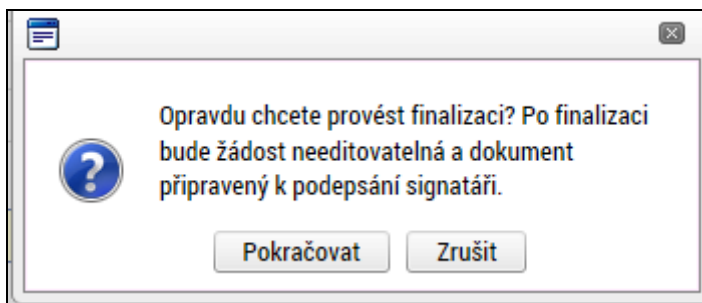 Opravdu chcete provést finalizaci? Po finalizaci
bude žádost needitovatelná a dokument
připravený k podepsání signatáři.
Pokračovat
Zrušit